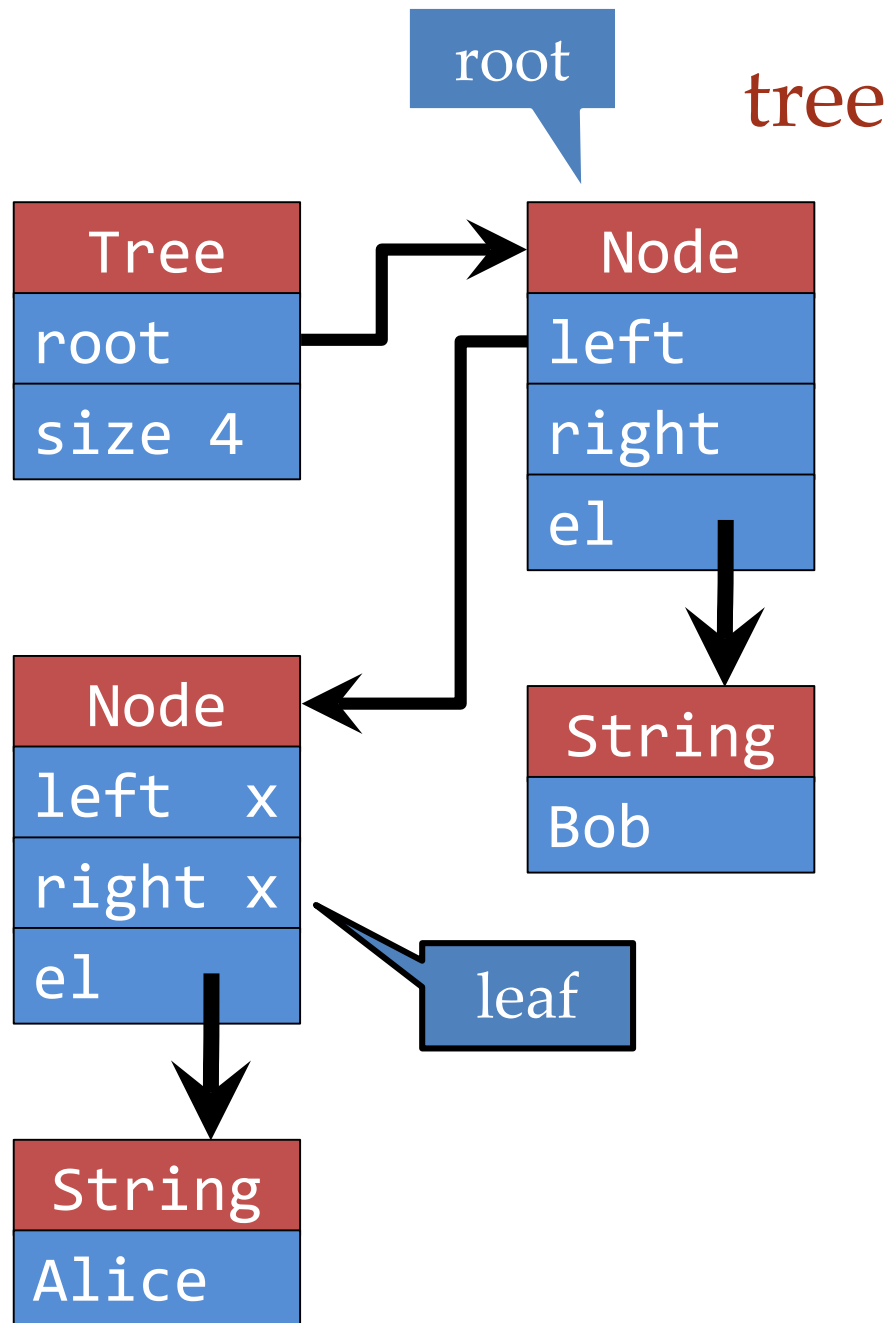 root
tree
Tree
root
size 4
Node
left
right
el
Node
left x
right x
el
String
Bob
leaf
String
Alice